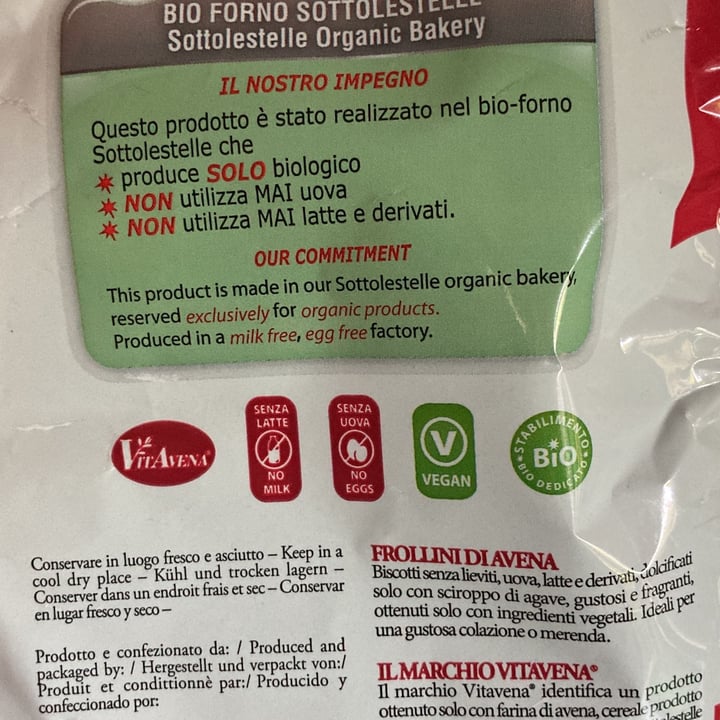 BIO FORNO SOTTOLESTELLE
Sottolestelle Organic Bakery
IL NOSTRO IMPEGNO
Questo prodotto è stato realizzato nel bio-forno
Sottolestelle che
produce SOLO biologico
NON utilizza MAI uova
NON utilizza MAI latte e derivati.
OUR COMMITMENT
This product is made in our Sottolestelle organic bakery,
reserved exclusively for organic products.
Produced in a milk free, egg free factory.
VITAVENA®
SENZA
LATTE
NO
MILK
SENZA
UOVA
NO
EGGS
V
VEGAN
STABILIMENTO
BIO
BIO DEDICATO
Conservare in luogo fresco e asciutto – Keep in a
cool dry place – Kühl und trocken lagern –
Conserver dans un endroit frais et sec – Conservar
en lugar fresco y seco –
Prodotto e confezionato da: / Produced and
packaged by: / Hergestellt und verpackt von:/
Produit et conditionnè par:/ Producido y
confeccionado por:
FROLLINI DI AVENA
Biscotti senza lieviti, uova, latte e derivati, dolcificati
solo con sciroppo di agave, gustosi e fragranti,
ottenuti solo con ingredienti vegetali. Ideali per
una gustosa colazione o merenda.
IL MARCHIO VITAVENA®
Il marchio Vitavena® identifica un prodotto
ottenuto solo con farina di avena, cereale prodotto